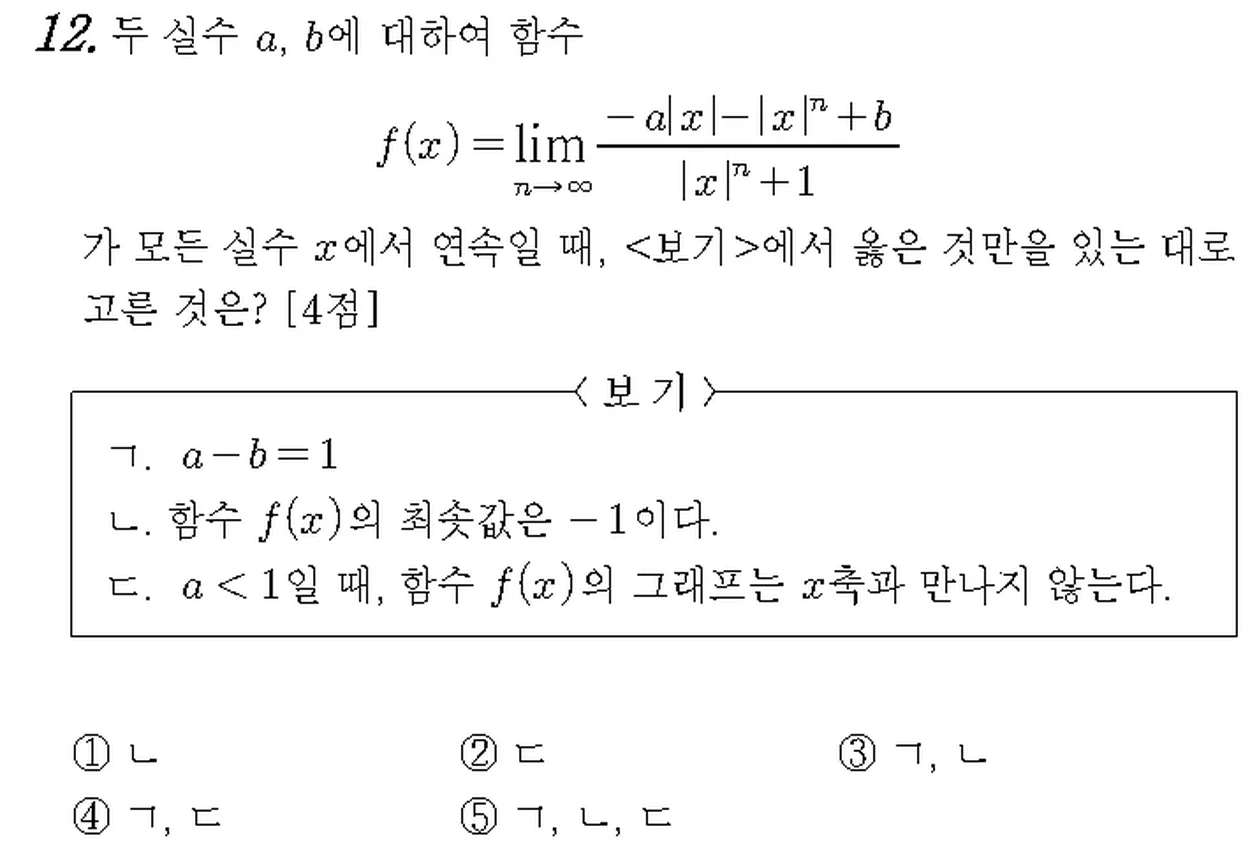 12. 두 실수 a, b에 대하여 함수
f(x) = lim_{n→∞} (-a|x|-|x|^n+b)/(|x|^n+1)
가 모든 실수 x에서 연속일 때, <보기>에서 옳은 것만을 있는 대로
고른 것은? [4점]
〈 보 기 〉
ㄱ. a-b=1
ㄴ. 함수 f(x)의 최솟값은 -1이다.
ㄷ. a<1일 때, 함수 f(x)의 그래프는 x축과 만나지 않는다.
① ㄴ ② ㄷ ③ ㄱ, ㄴ
④ ㄱ, ㄷ ⑤ ㄱ, ㄴ, ㄷ